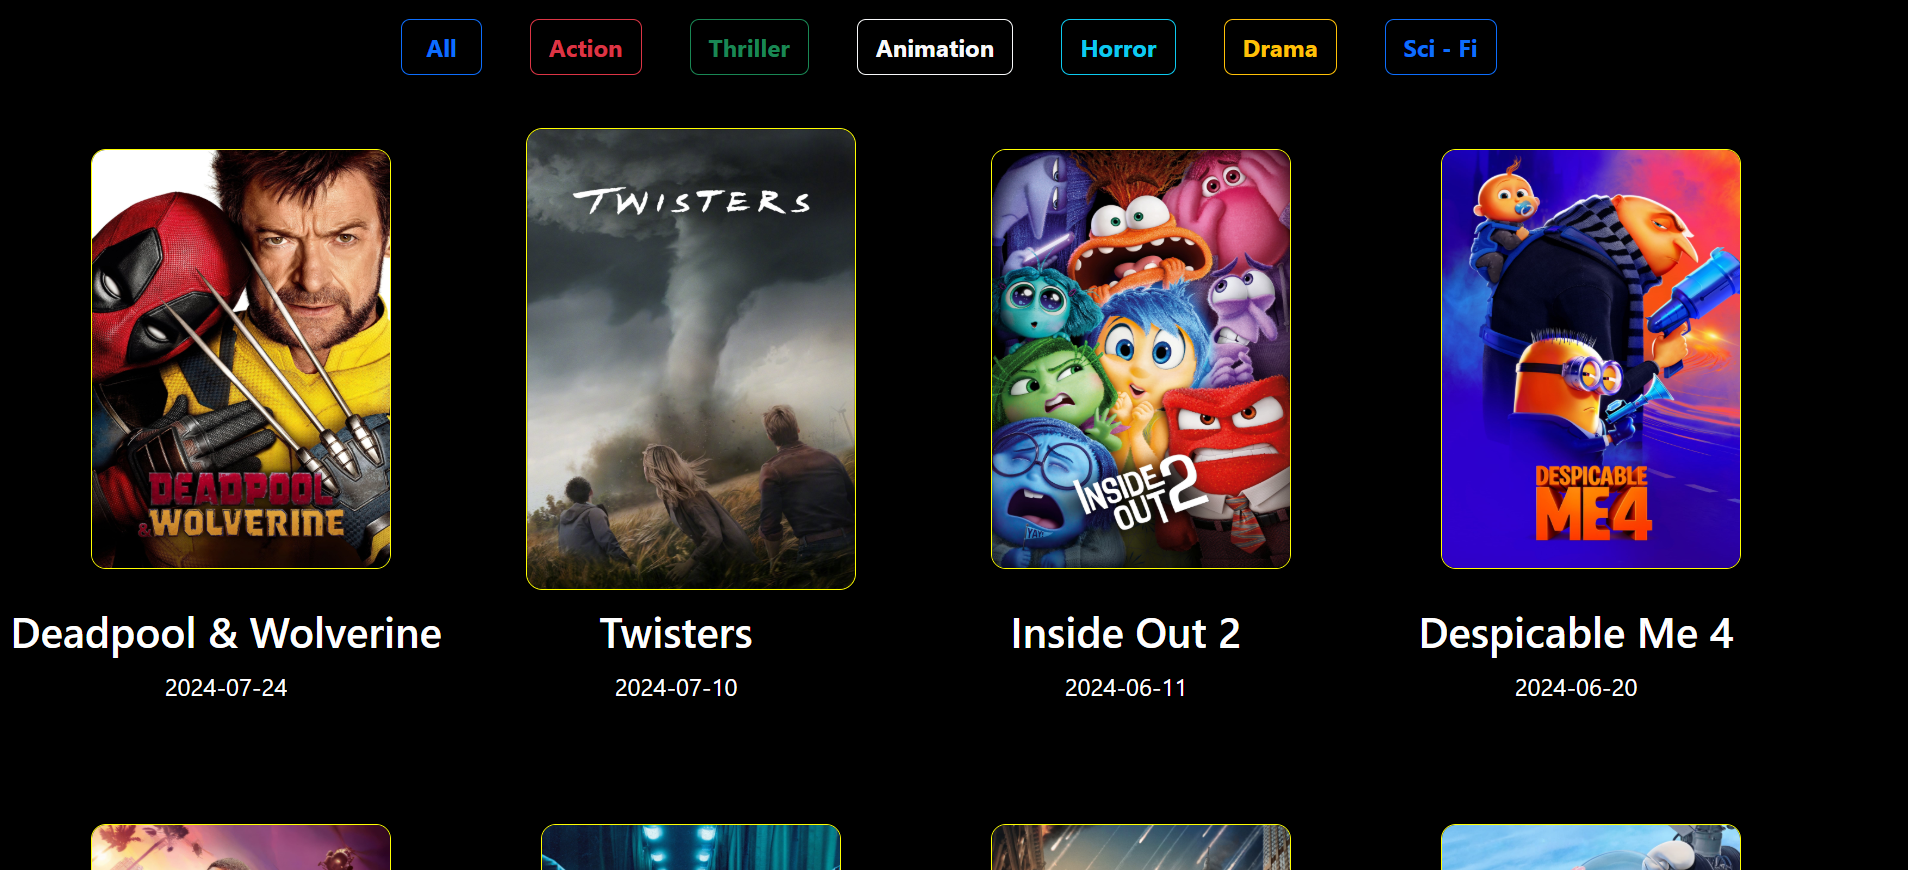 All Action Thriller Animation Horror Drama Sci - Fi
TWISTERS
DEADPOOL
& WOLVERINE
INSIDE
OUT 2
DESPICABLE
ME 4
Deadpool & Wolverine
2024-07-24
Twisters
2024-07-10
Inside Out 2
2024-06-11
Despicable Me 4
2024-06-20